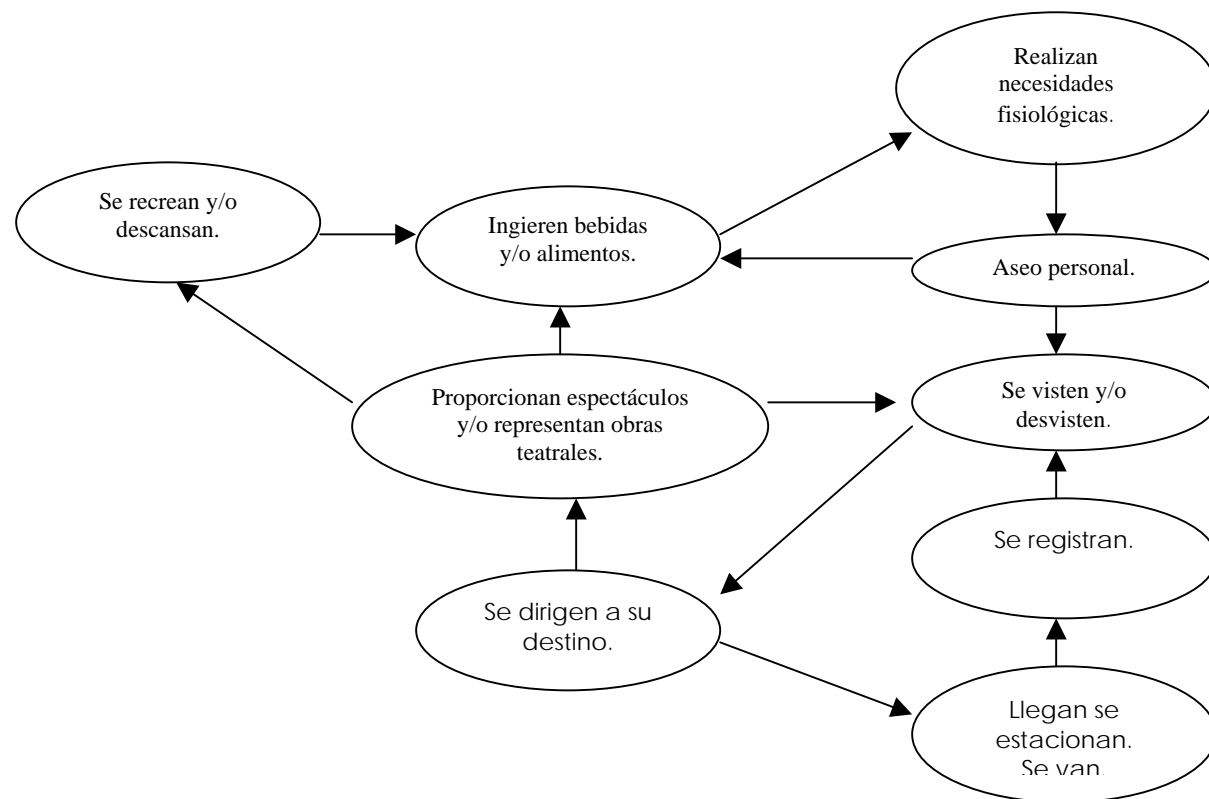 Realizan
necesidades
fisiológicas.
Se recrean y/o
descansan.
Ingieren bebidas
y/o alimentos.
Aseo personal.
Proporcionan espectáculos
y/o representan obras
teatrales.
Se visten y/o
desvisten.
Se registran.
Se dirigen a su
destino.
Llegan se
estacionan.
Se van.